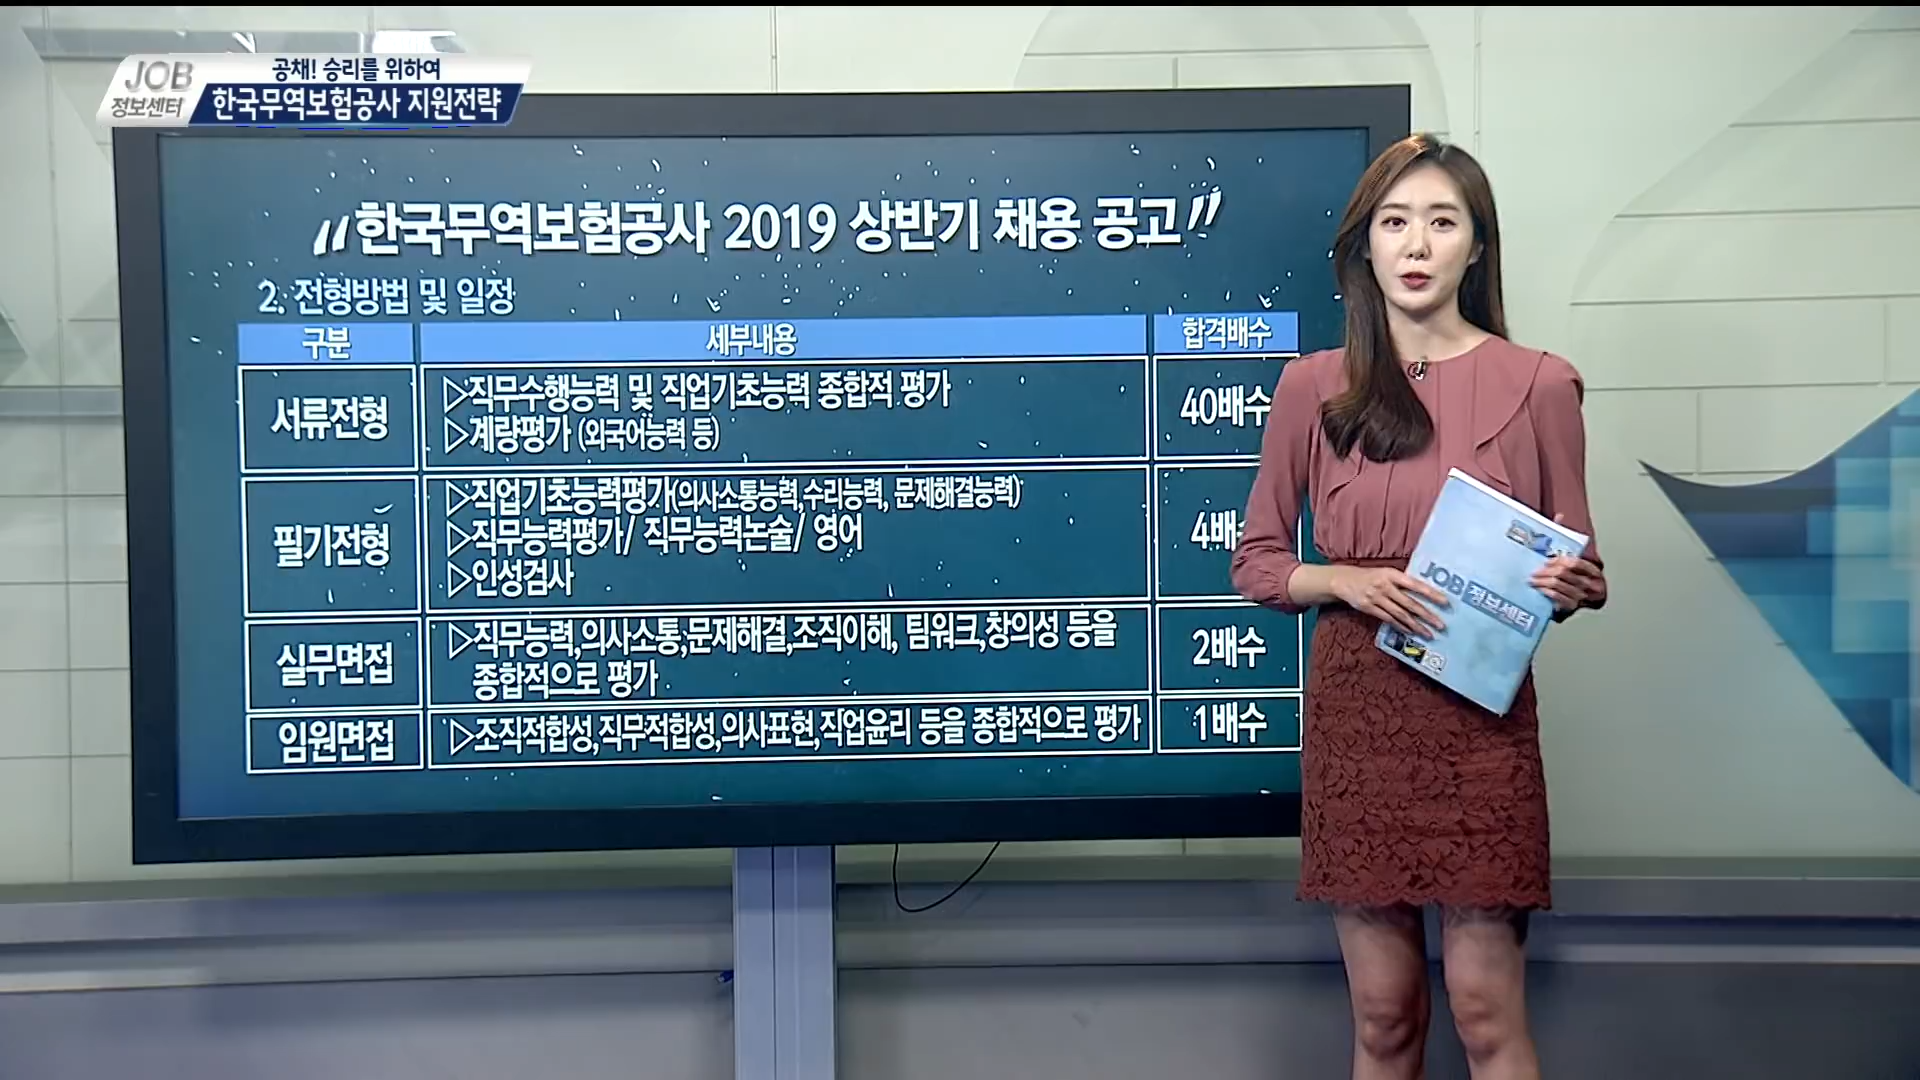 JOB
정보센터
공채! 승리를 위하여
한국무역보험공사 지원전략
"한국무역보험공사 2019 상반기 채용 공고"
2. 전형방법 및 일정
구분 세부내용 합격배수
서류전형 ▷직무수행능력 및 직업기초능력 종합적 평가 40배수
▷계량평가 (외국어능력 등)
필기전형 ▷직업기초능력평가(의사소통능력,수리능력, 문제해결능력) 4배
▷직무능력평가/ 직무능력논술/ 영어
▷인성검사
실무면접 ▷직무능력,의사소통,문제해결,조직이해, 팀워크,창의성 등을 2배수
종합적으로 평가
임원면접 ▷조직적합성,직무적합성,의사표현,직업윤리 등을 종합적으로 평가 1배수
JOB 정보센터